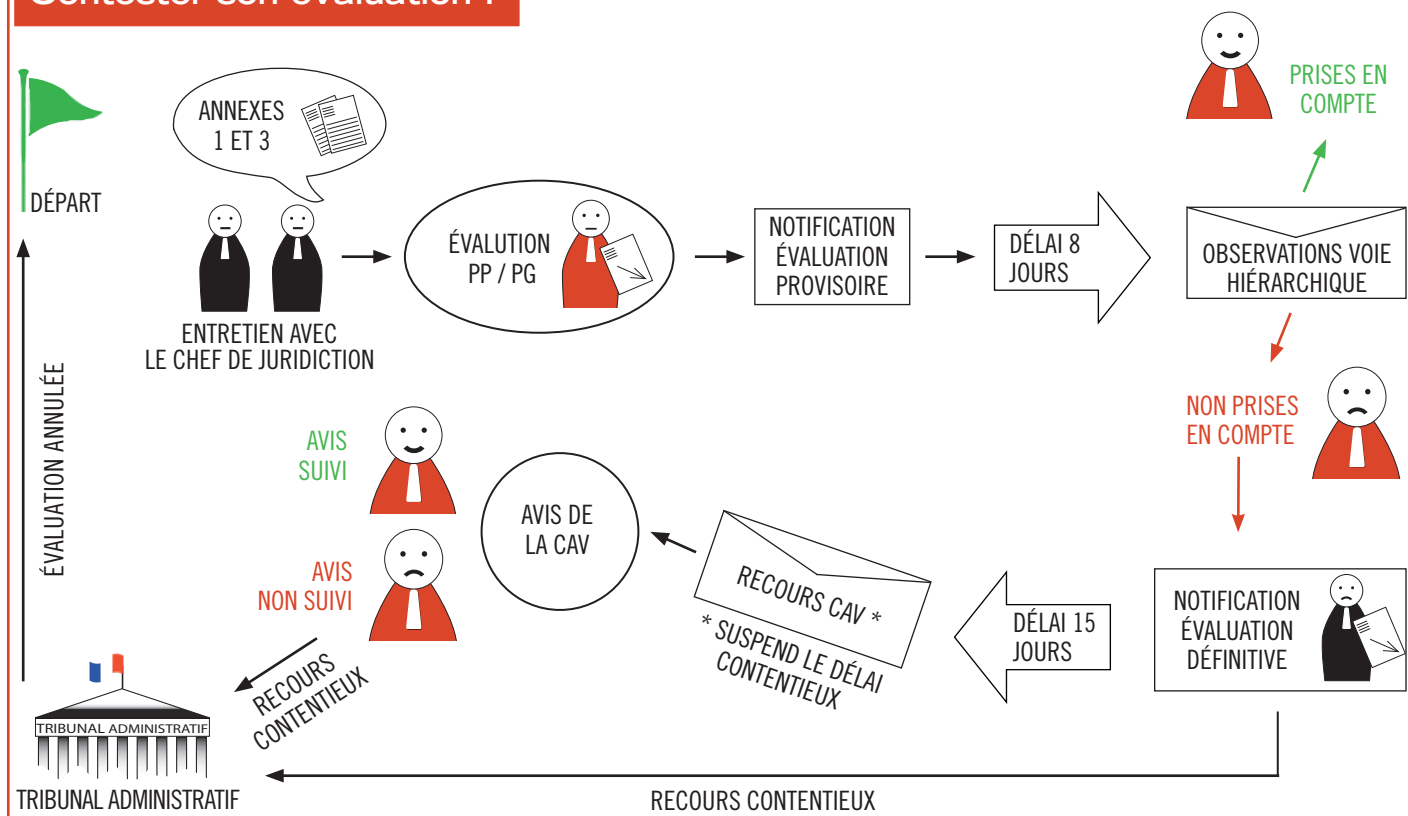 Contester son évaluation ?
DÉPART
ANNEXES
1 ET 3
ENTRETIEN AVEC
LE CHEF DE JURIDICTION
ÉVALUTION
PP / PG
NOTIFICATION
ÉVALUATION
PROVISOIRE
DÉLAI 8
JOURS
OBSERVATIONS VOIE
HIÉRARCHIQUE
PRISES EN
COMPTE
NON PRISES
EN COMPTE
NOTIFICATION
ÉVALUATION
DÉFINITIVE
DÉLAI 15
JOURS
RECOURS CAV *
* SUSPEND LE DÉLAI
CONTENTIEUX
AVIS DE
LA CAV
AVIS
SUIVI
AVIS
NON SUIVI
RECOURS
CONTENTIEUX
RECOURS CONTENTIEUX
TRIBUNAL ADMINISTRATIF
TRIBUNAL ADMINISTRATIF
ÉVALUATION ANNULÉE